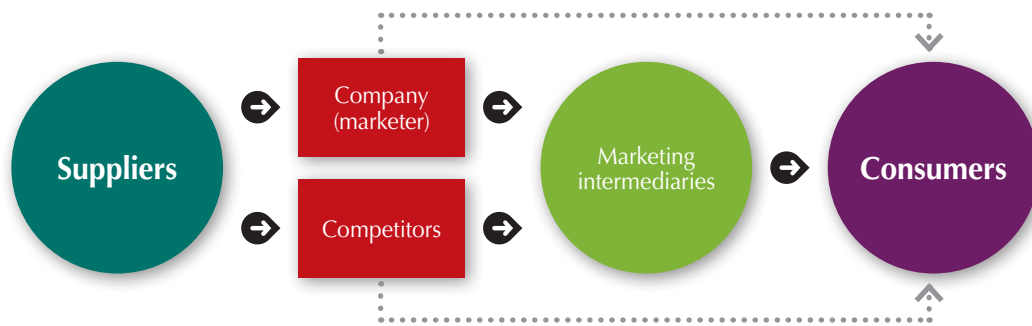 Suppliers
Company
(marketer)
Competitors
Marketing
intermediaries
Consumers